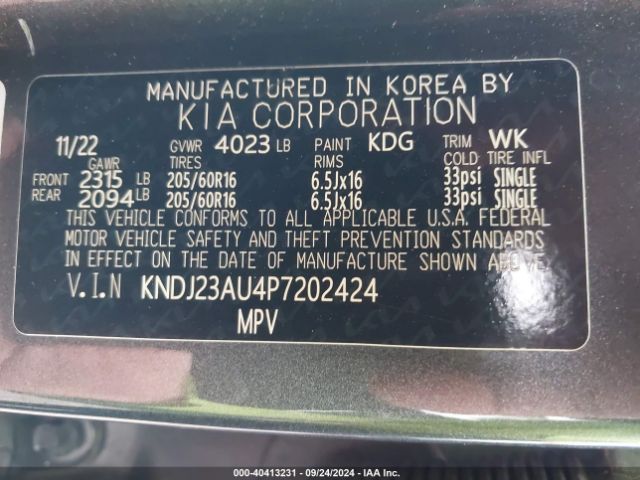 MANUFACTURED IN KOREA BY
KIA CORPORATION
11/22 GVWR 4023 LB PAINT KDG TRIM WK
GAWR TIRES RIMS COLD TIRE INFL
FRONT 2315 LB 205/60R16 6.5Jx16 33psi SINGLE
REAR 2094 LB 205/60R16 6.5Jx16 33psi SINGLE
THIS VEHICLE CONFORMS TO ALL APPLICABLE U.S.A. FEDERAL
MOTOR VEHICLE SAFETY AND THEFT PREVENTION STANDARDS
IN EFFECT ON THE DATE OF MANUFACTURE SHOWN ABOVE.
V.I.N KNDJ23AU4P7202424
MPV
000-40413231 - 09/24/2024 - IAA Inc.